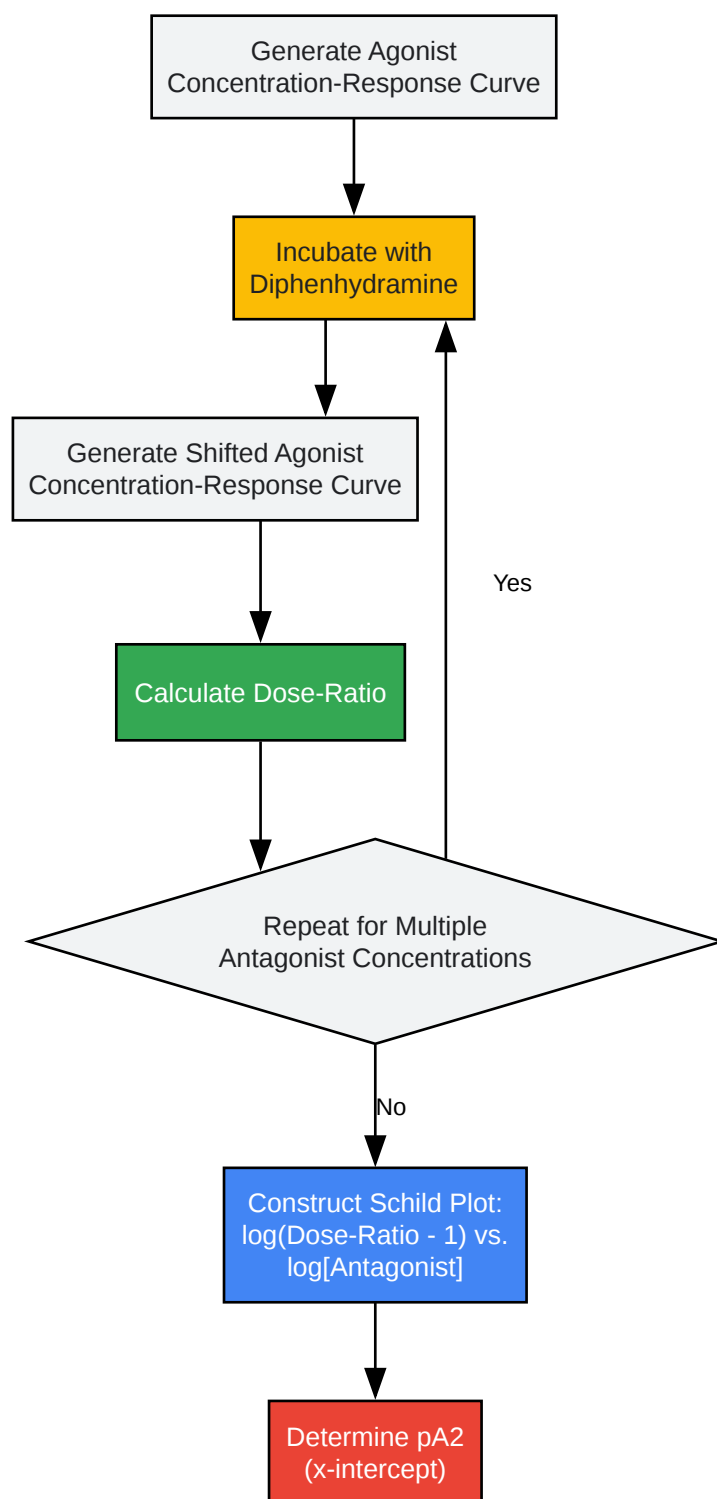 Generate Agonist
Concentration-Response Curve
Incubate with
Diphenhydramine
Generate Shifted Agonist
Concentration-Response Curve
Yes
Calculate Dose-Ratio
Repeat for Multiple
Antagonist Concentrations
No
Construct Schild Plot:
log(Dose-Ratio - 1) vs.
log[Antagonist]
Determine pA2
(x-intercept)